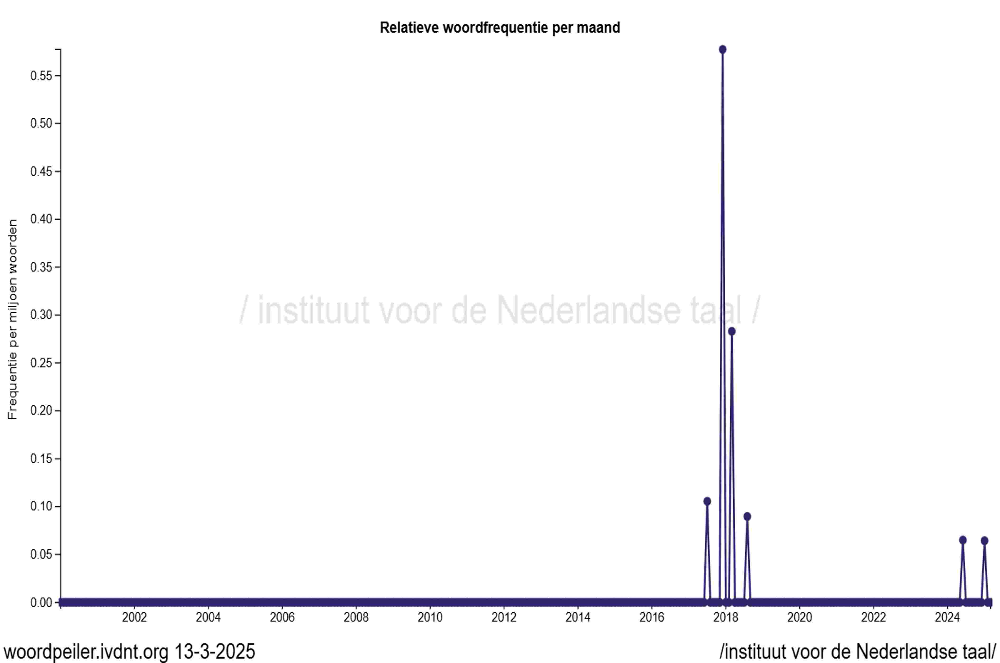 Relatieve woordfrequentie per maand
Frequentie per miljoen woorden
0.55
0.50
0.45
0.40
0.35
0.30
0.25
0.20
0.15
0.10
0.05
0.00
/ instituut voor de Nederlandse taal /
2002 2004 2006 2008 2010 2012 2014 2016 2018 2020 2022 2024
woordpeiler.ivdnt.org 13-3-2025
/instituut voor de Nederlandse taal/